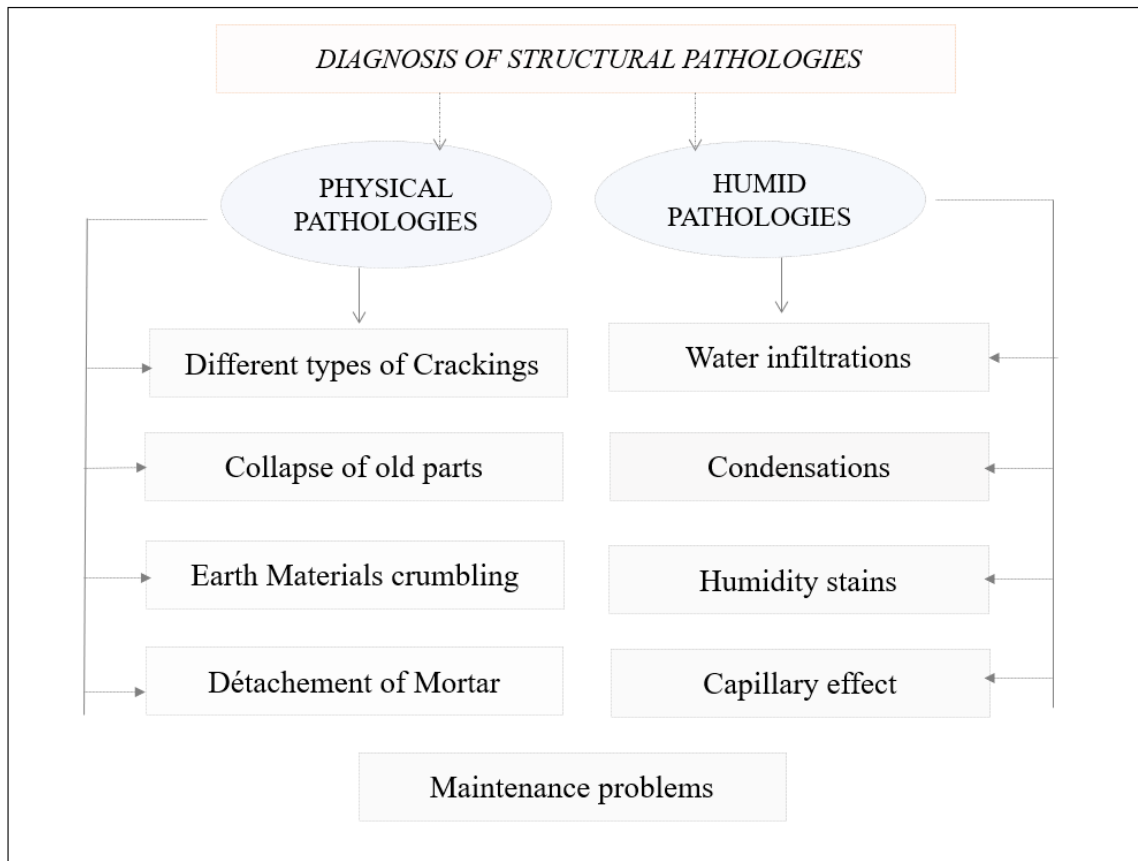 DIAGNOSIS OF STRUCTURAL PATHOLOGIES
PHYSICAL
PATHOLOGIES
HUMID
PATHOLOGIES
Different types of Crackings
Water infiltrations
Collapse of old parts
Condensations
Earth Materials crumbling
Humidity stains
Détachement of Mortar
Capillary effect
Maintenance problems